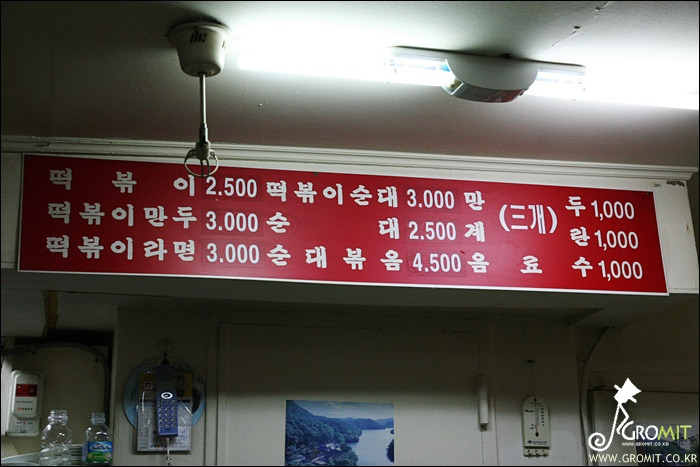 떡 볶 이 2.500 떡볶이순대 3.000 만 (三개) 두 1,000
떡볶이만두 3.000 순 대 2.500 계 란 1,000
떡볶이라면 3.000 순대볶음 4.500 음 료 수 1,000
GROMIT
WWW.GROMIT.CO.KR